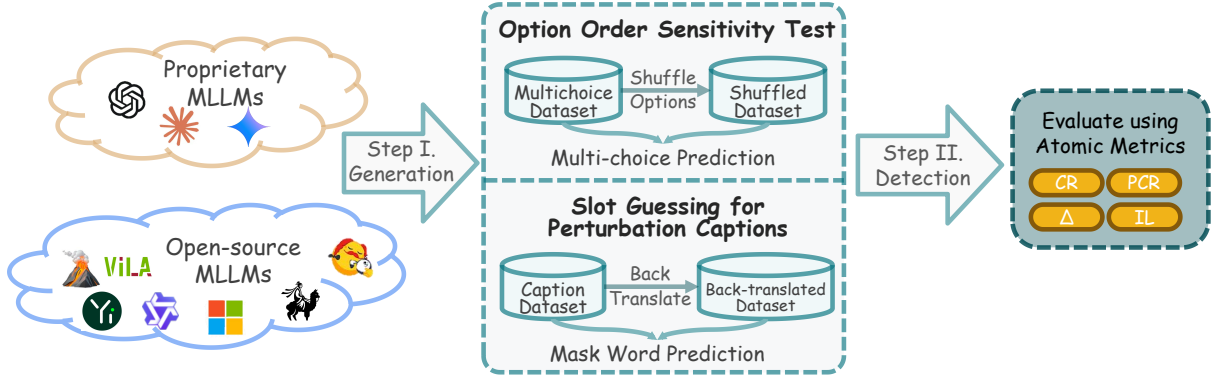 Proprietary
MLLMs
Open-source
MLLMs
ViLA
Yi
Step I.
Generation
Option Order Sensitivity Test
Multichoice
Dataset
Shuffle
Options
Shuffled
Dataset
Multi-choice Prediction
Slot Guessing for
Perturbation Captions
Caption
Dataset
Back
Translate
Back-translated
Dataset
Mask Word Prediction
Step II.
Detection
Evaluate using
Atomic Metrics
CR
PCR
Δ
IL